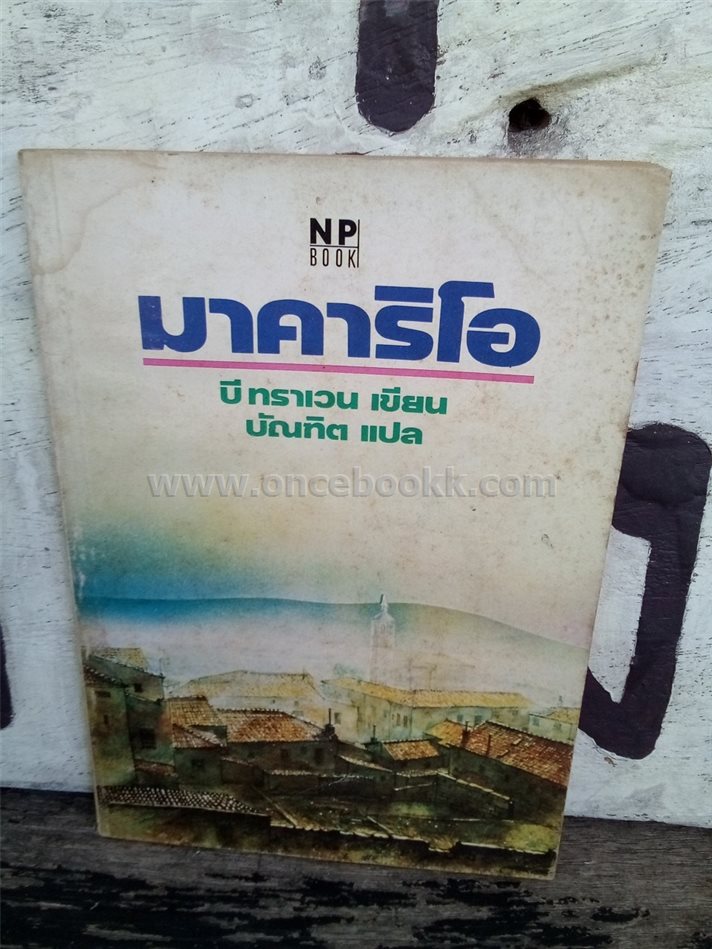 NP
BOOK
มาคาริโอ
บี ทราเวน เขียน
บัณฑิต แปล
www.oncebookk.com